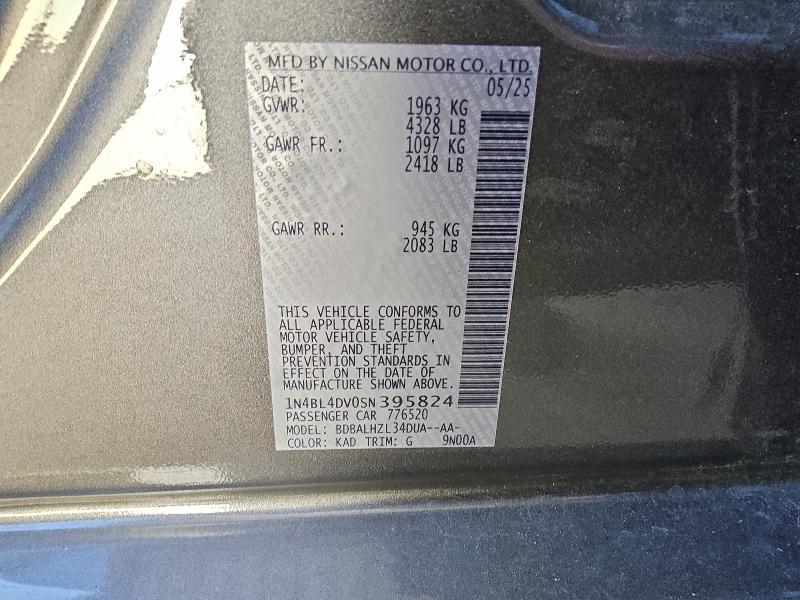 MFD BY NISSAN MOTOR CO., LTD.
DATE: 05/25
GVWR: 1963 KG
4328 LB
GAWR FR.: 1097 KG
2418 LB
GAWR RR.: 945 KG
2083 LB
THIS VEHICLE CONFORMS TO
ALL APPLICABLE FEDERAL
MOTOR VEHICLE SAFETY,
BUMPER, AND THEFT
PREVENTION STANDARDS IN
EFFECT ON THE DATE OF
MANUFACTURE SHOWN ABOVE.
1N4BL4DV0SN395824
PASSENGER CAR 776520
MODEL: BDBALHZL34DUA--AA-
COLOR: KAD TRIM: G 9N00A